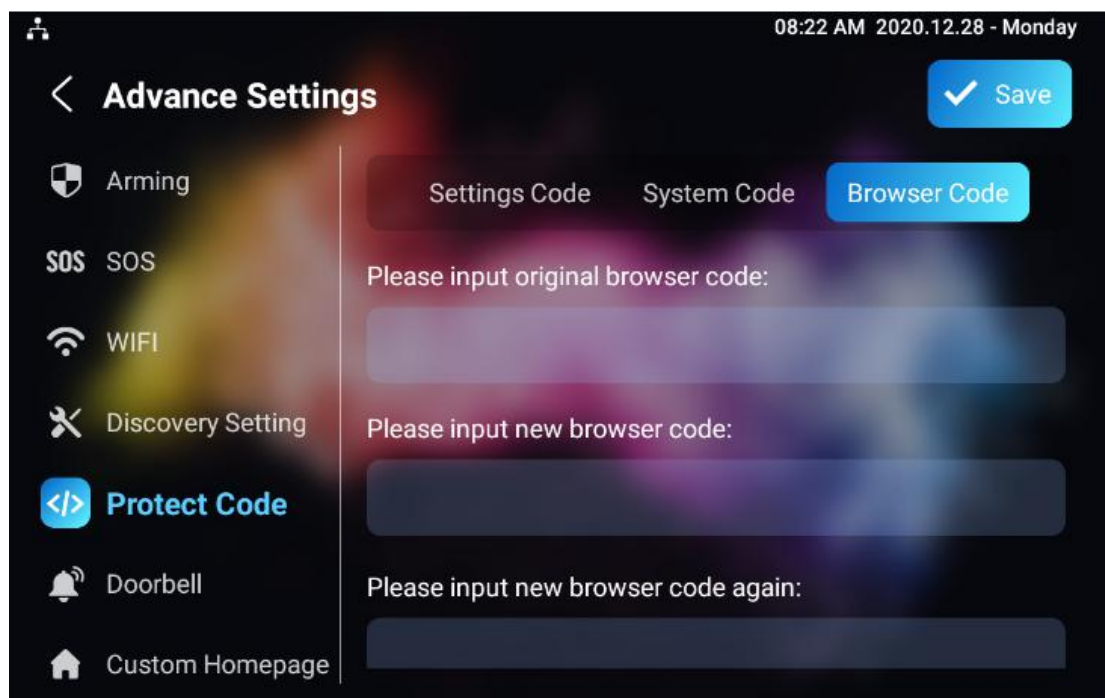 08:22 AM 2020.12.28 - Monday
Advance Settings
Save
Arming
SOS SOS
WIFI
Discovery Setting
Protect Code
Doorbell
Custom Homepage
Settings Code
System Code
Browser Code
Please input original browser code:
Please input new browser code:
Please input new browser code again: